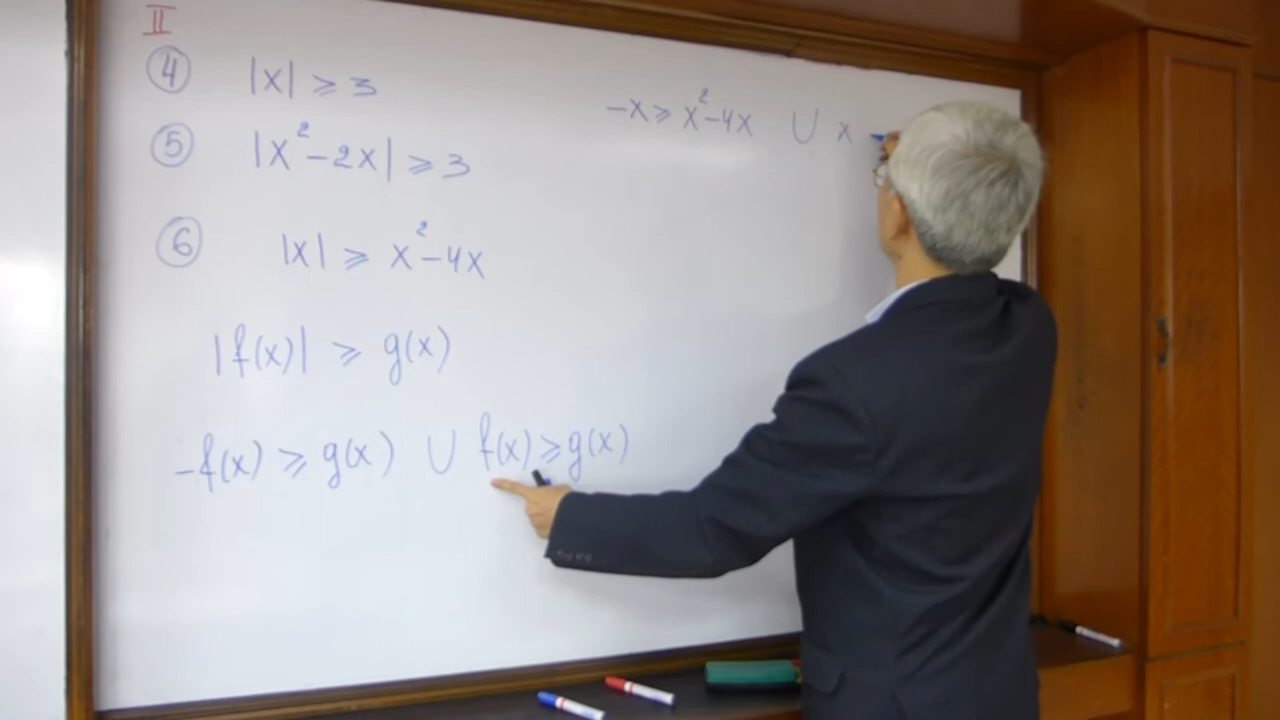 II
④ |x| ⩾ 3
⑤ |x²-2x| ⩾ 3
⑥ |x| ⩾ x²-4x
|f(x)| ⩾ g(x)
-f(x) ⩾ g(x) ∪ f(x) ⩾ g(x)
-x ⩾ x²-4x ∪ x